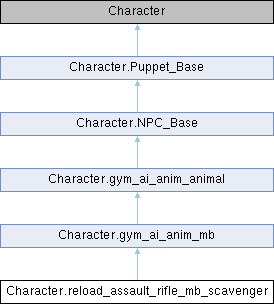 Character
Character.Puppet_Base
Character.NPC_Base
Character.gym_ai_anim_animal
Character.gym_ai_anim_mb
Character.reload_assault_rifle_mb_scavenger